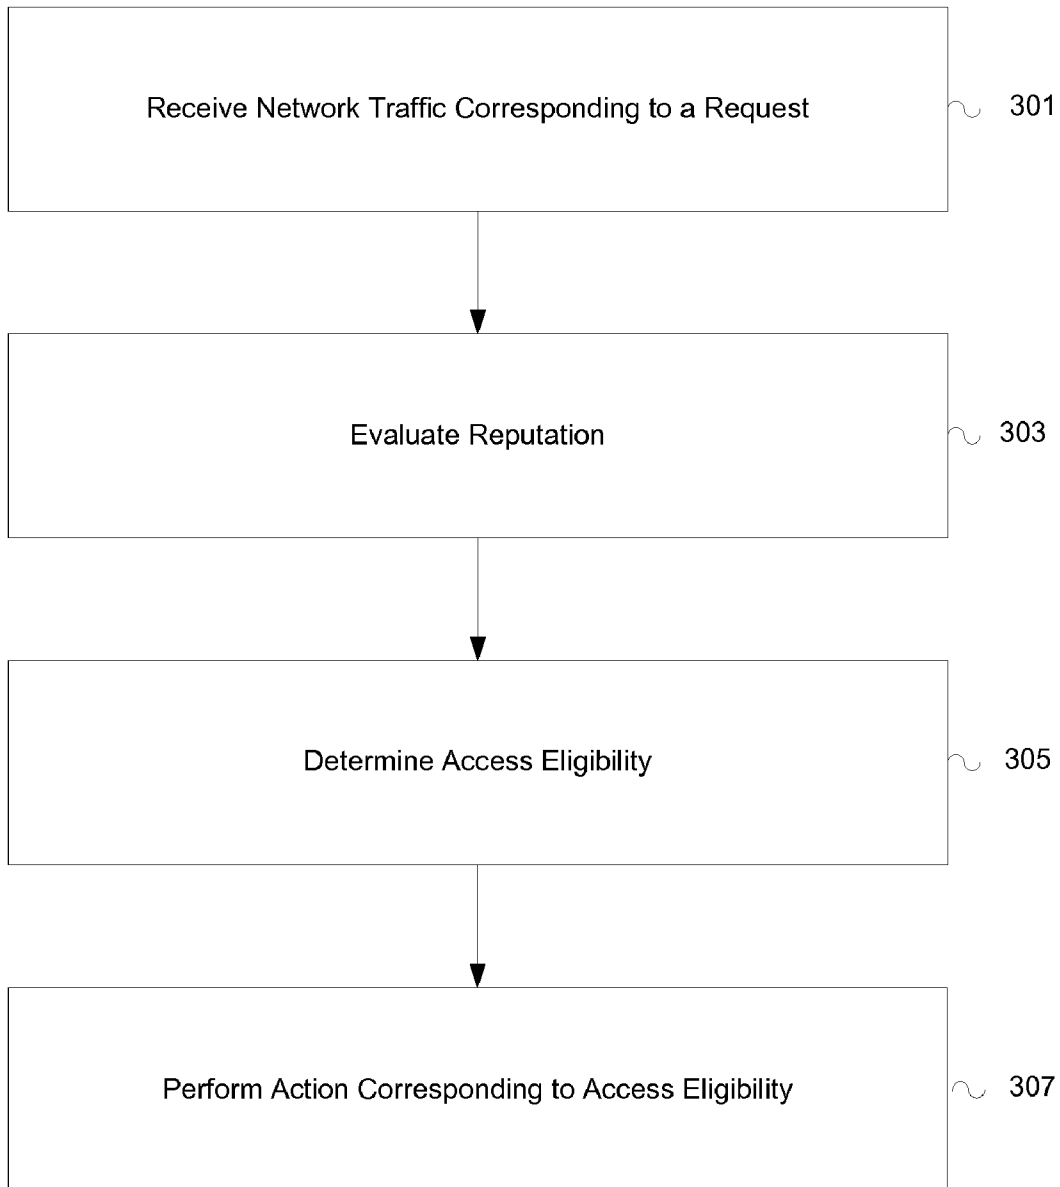 Receive Network Traffic Corresponding to a Request
301
Evaluate Reputation
303
Determine Access Eligibility
305
Perform Action Corresponding to Access Eligibility
307